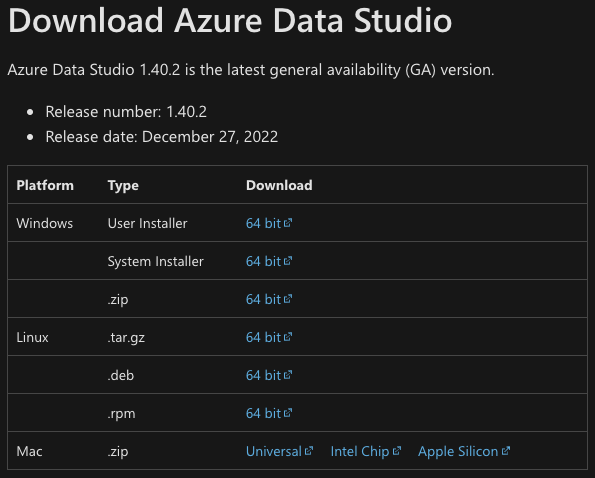 Download Azure Data Studio
Azure Data Studio 1.40.2 is the latest general availability (GA) version.
• Release number: 1.40.2
• Release date: December 27, 2022
Platform Type Download
Windows User Installer 64 bit
System Installer 64 bit
.zip 64 bit
Linux .tar.gz 64 bit
.deb 64 bit
.rpm 64 bit
Mac .zip Universal Intel Chip Apple Silicon